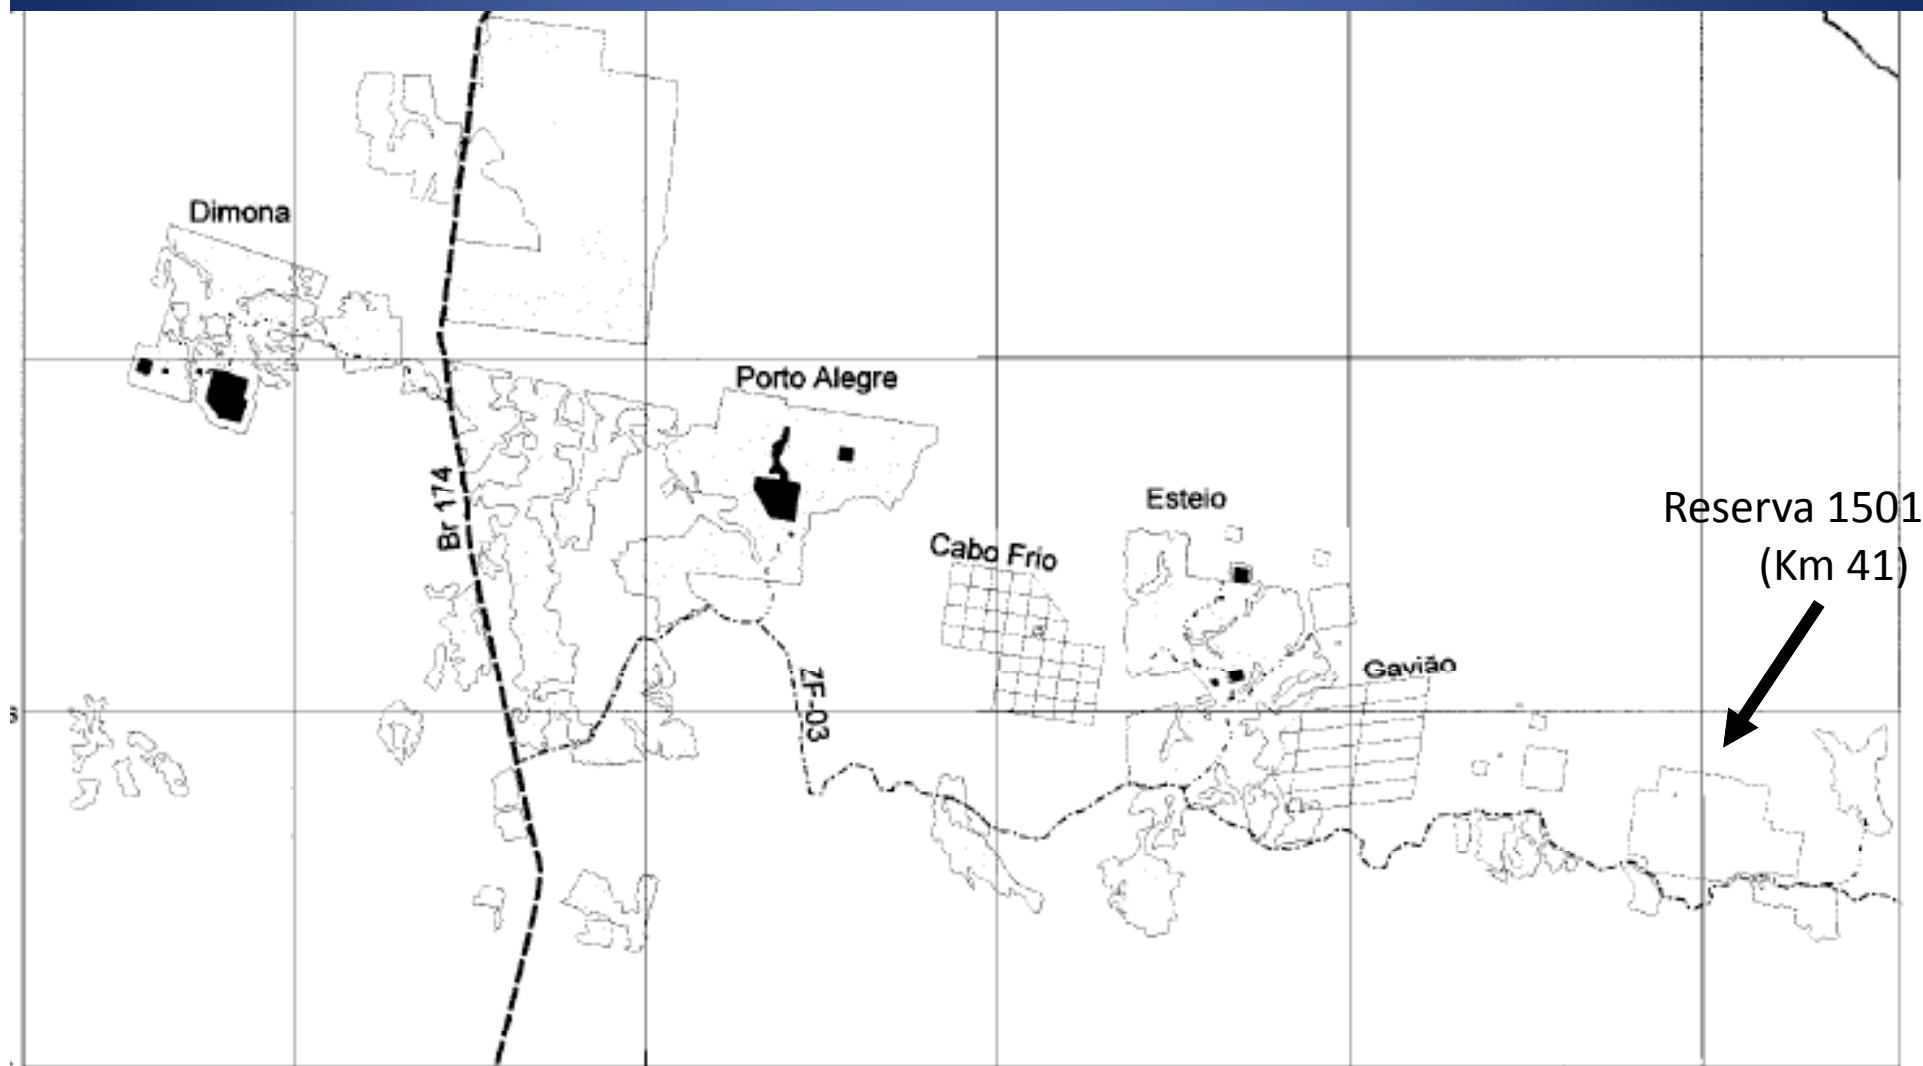 Dimona
Porto Alegre
Br 174
Esteio
Reserva 1501
(Km 41)
Cabo Frio
Gavião
ZF-03